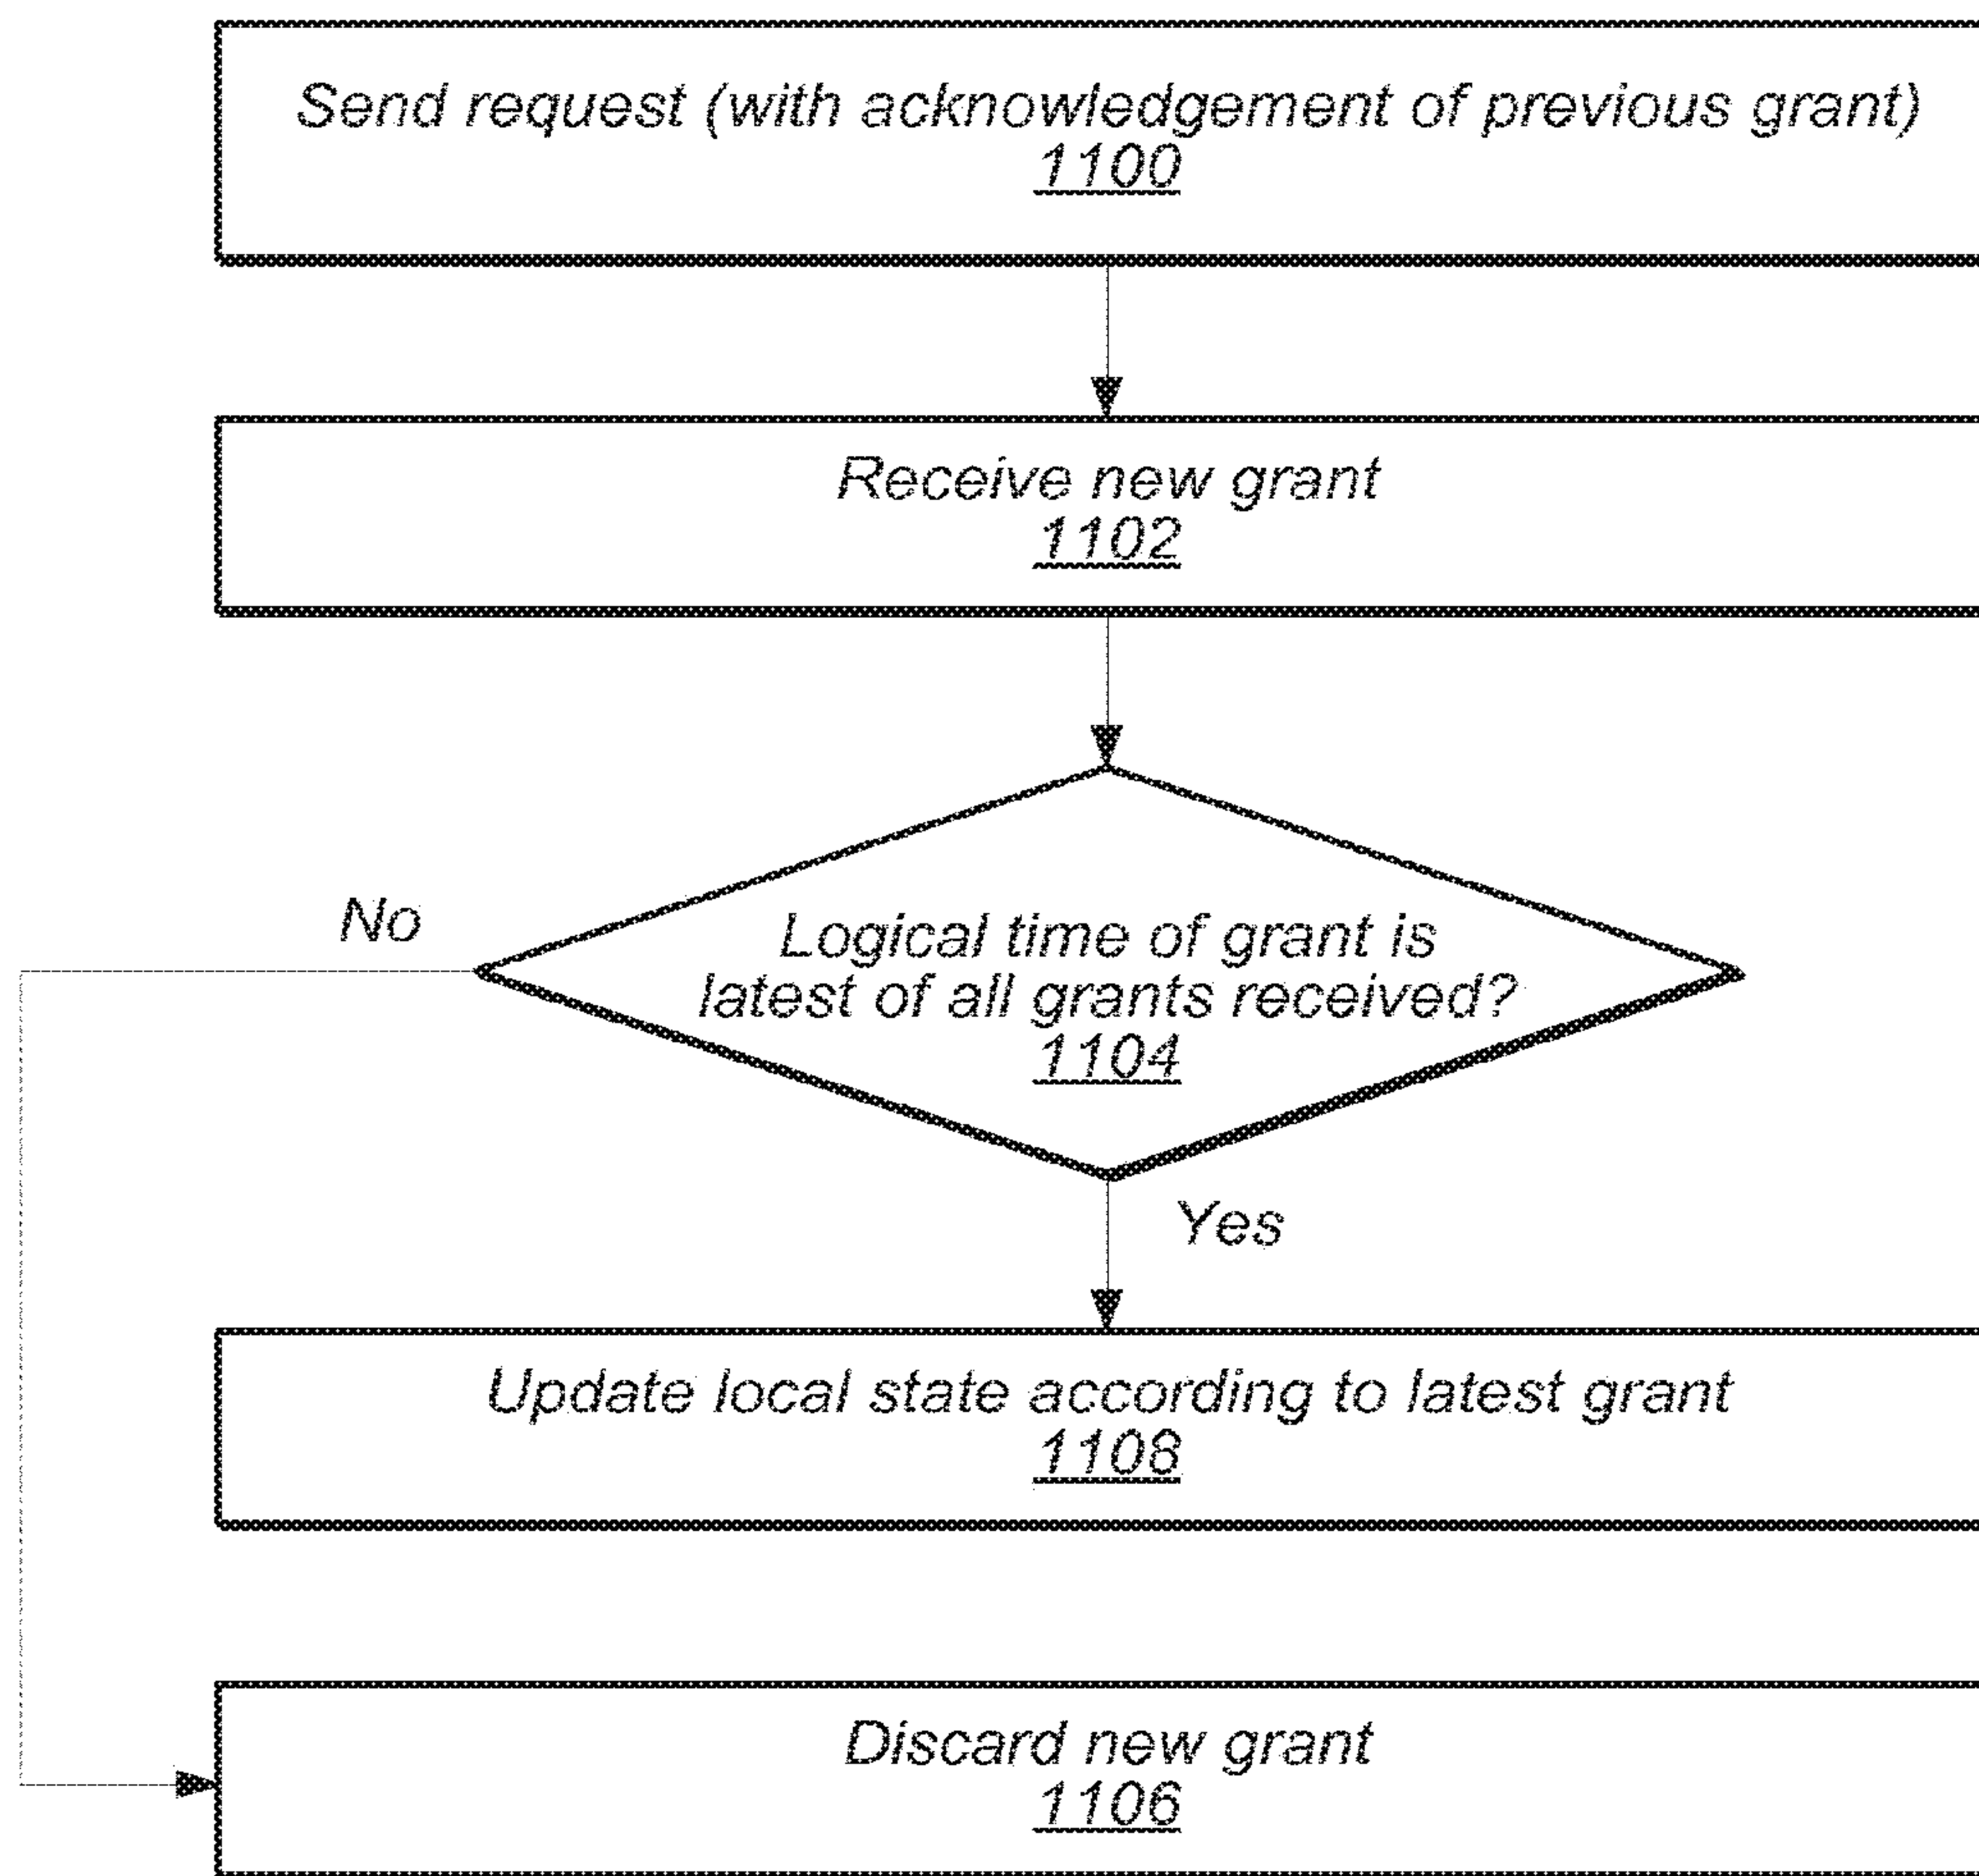 Send request (with acknowledgement of previous grant)
1100
Receive new grant
1102
Logical time of grant is
latest of all grants received?
1104
No
Yes
Update local state according to latest grant
1108
Discard new grant
1106